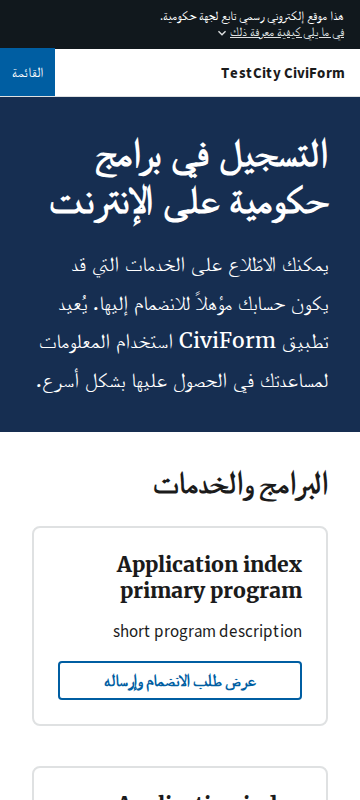 هذا موقع إلكتروني رسمي تابع لجهة حكومية.
في ما يلي كيفية معرفة ذلك
TestCity CiviForm
القائمة
التسجيل في برامج
حكومية على الإنترنت
يمكنك الاطّلاع على الخدمات التي قد
يكون حسابك مؤهلاً للانضمام إليها. يُعيد
تطبيق CiviForm استخدام المعلومات
لمساعدتك في الحصول عليها بشكل أسرع.
البرامج والخدمات
Application index
primary program
short program description
عرض طلب الانضمام وإرساله